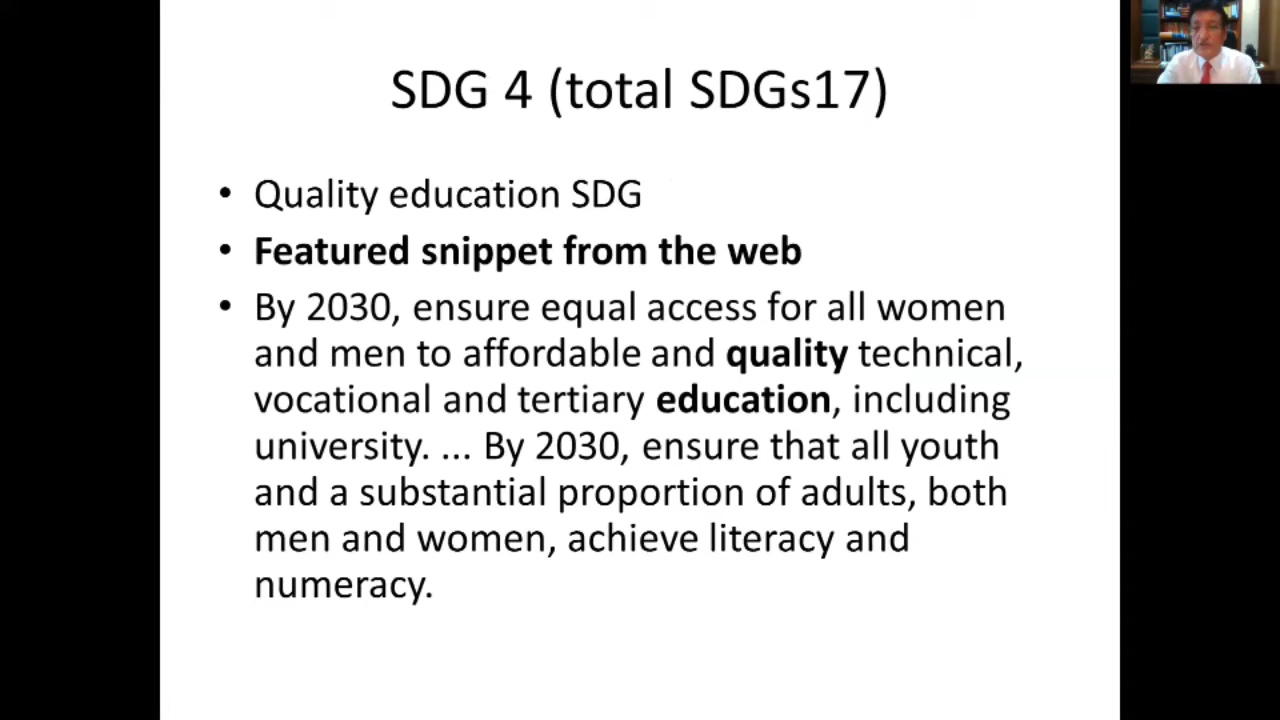 SDG 4 (total SDGs17)
• Quality education SDG
• Featured snippet from the web
• By 2030, ensure equal access for all women
and men to affordable and quality technical,
vocational and tertiary education, including
university. ... By 2030, ensure that all youth
and a substantial proportion of adults, both
men and women, achieve literacy and
numeracy.